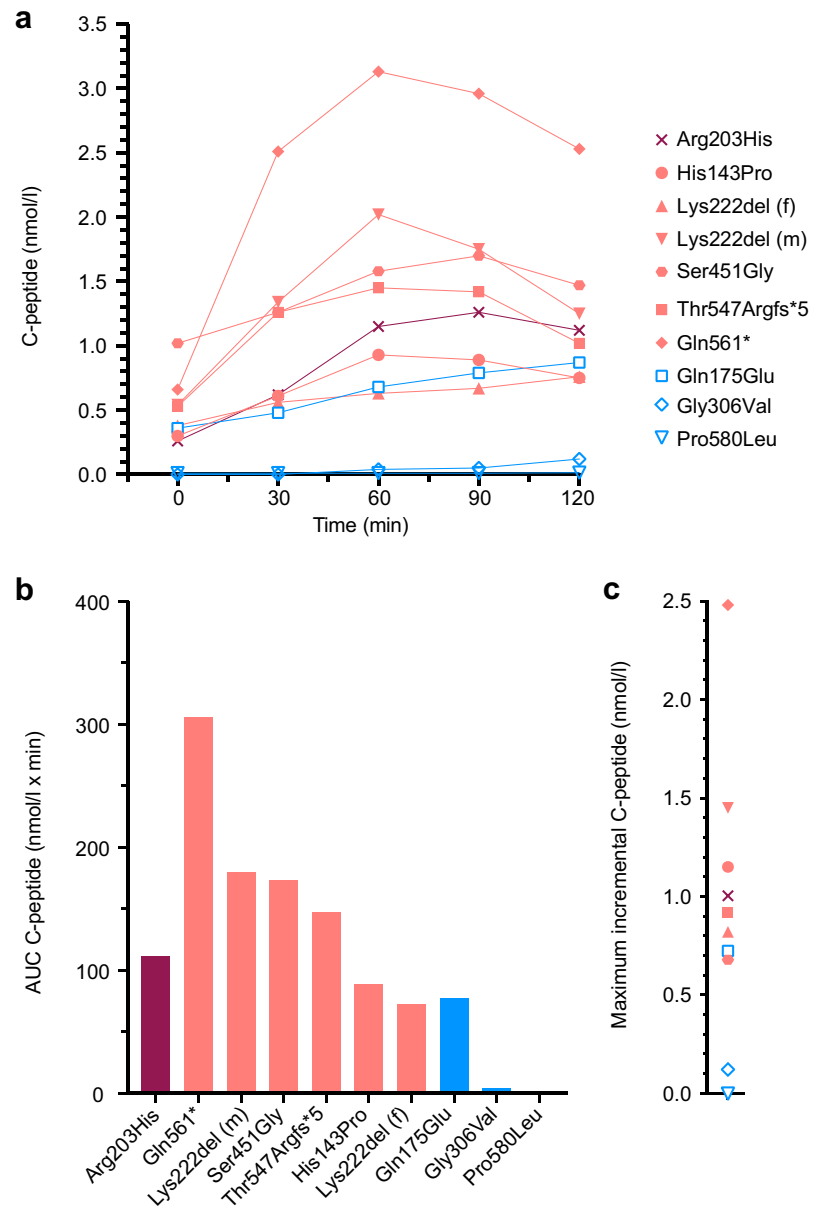 a
C-peptide (nmol/l)
3.5
3.0
2.5
2.0
1.5
1.0
0.5
0.0
0 30 60 90 120
Time (min)
Arg203His
His143Pro
Lys222del (f)
Lys222del (m)
Ser451Gly
Thr547Argfs*5
Gln561*
Gln175Glu
Gly306Val
Pro580Leu
b
AUC C-peptide (nmol/l x min)
400
300
200
100
0
Arg203His
Gln561*
Lys222del (m)
Ser451Gly
Thr547Argfs*5
His143Pro
Lys222del (f)
Gln175Glu
Gly306Val
Pro580Leu
c
Maximum incremental C-peptide (nmol/l)
2.5
2.0
1.5
1.0
0.5
0.0